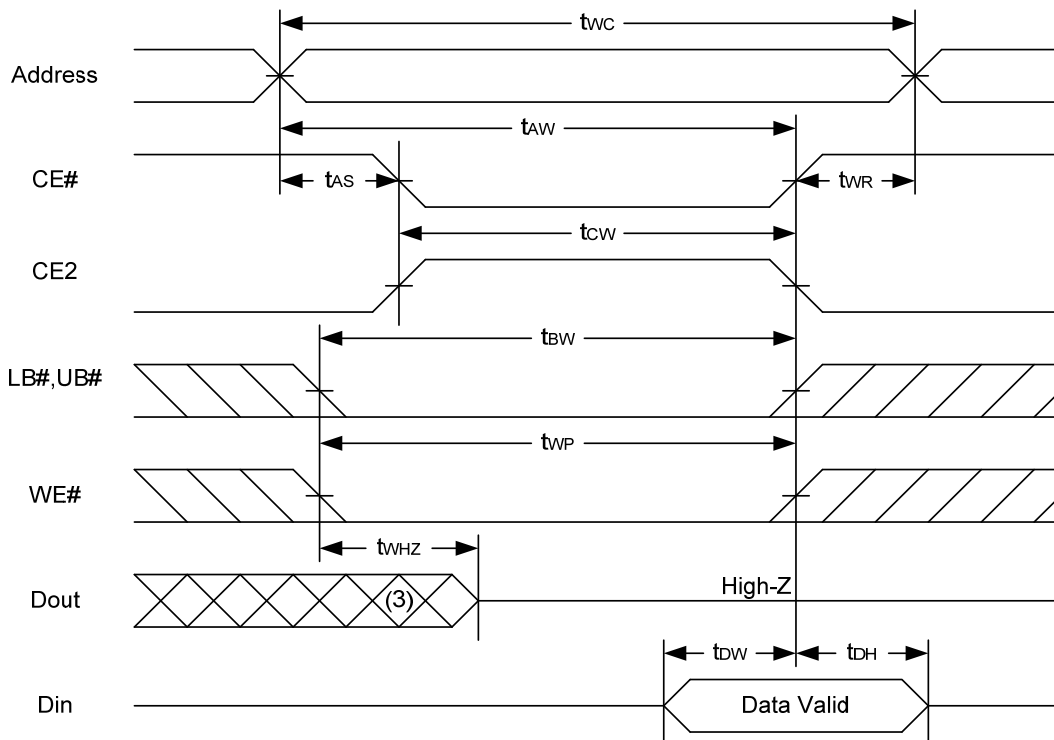 tWC
Address
tAW
CE#
tAS
tWR
tCW
CE2
tBW
LB#,UB#
tWP
WE#
tWHZ
Dout
(3)
High-Z
tDW
tDH
Din
Data Valid